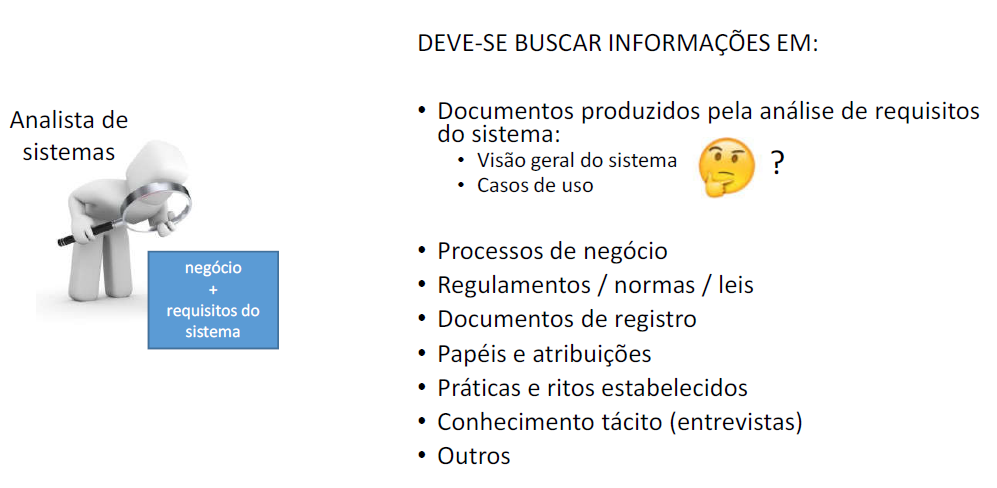 DEVE-SE BUSCAR INFORMAÇÕES EM:
Analista de
sistemas
negócio
+
requisitos do
sistema
• Documentos produzidos pela análise de requisitos
do sistema:
• Visão geral do sistema
• Casos de uso
?
• Processos de negócio
• Regulamentos / normas / leis
• Documentos de registro
• Papéis e atribuições
• Práticas e ritos estabelecidos
• Conhecimento tácito (entrevistas)
• Outros